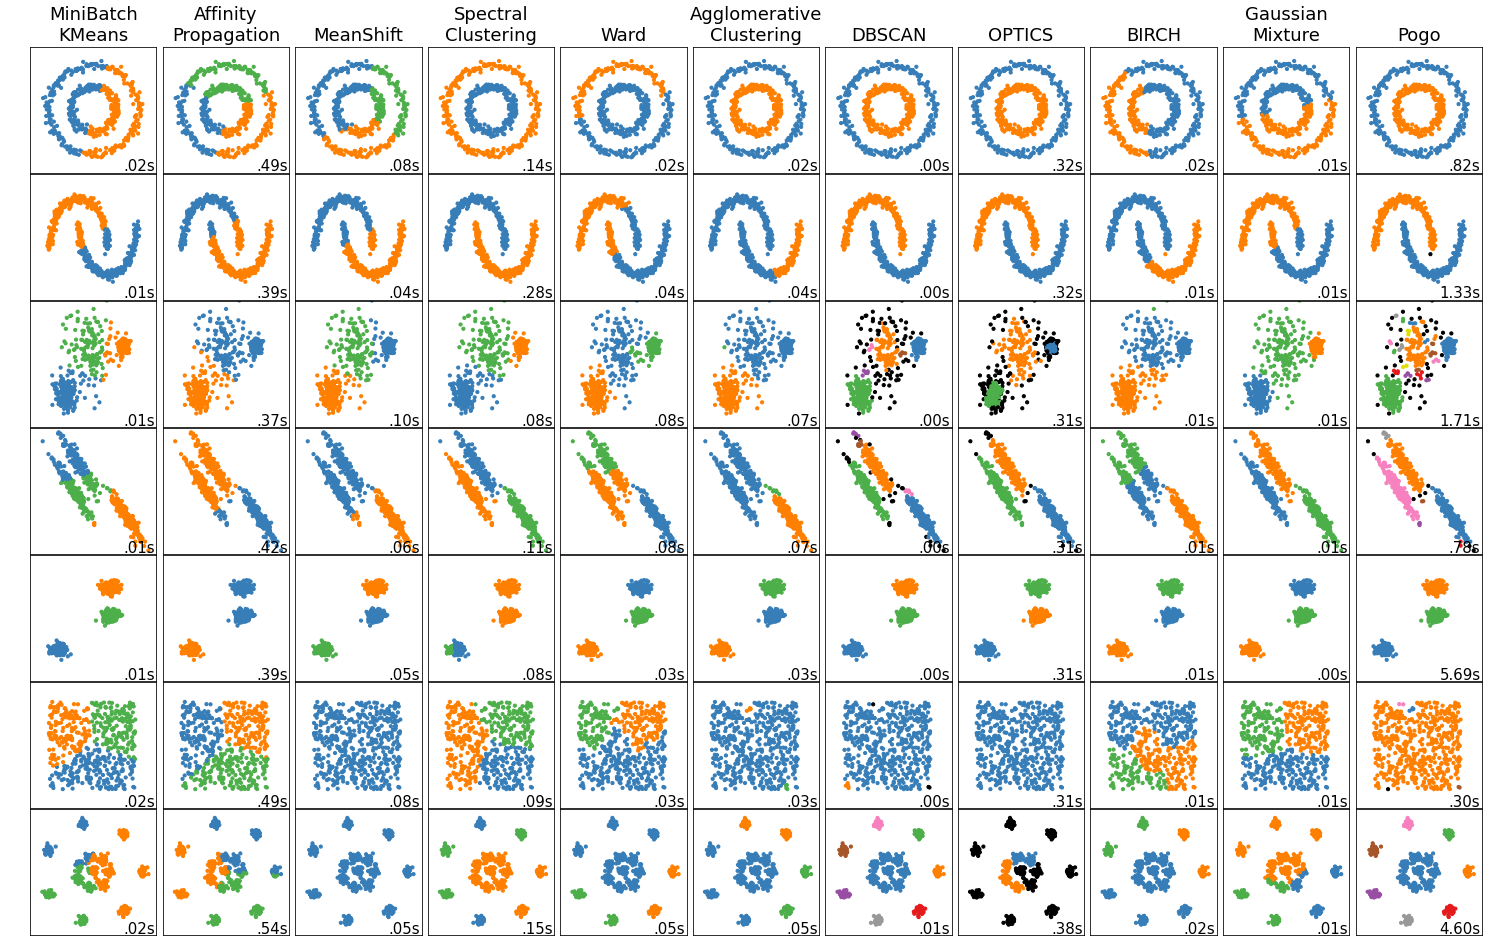 MiniBatch
KMeans
Affinity
Propagation
MeanShift
Spectral
Clustering
Ward
Agglomerative
Clustering
DBSCAN
OPTICS
BIRCH
Gaussian
Mixture
Pogo
.02s .49s .08s .14s .02s .02s .00s .32s .02s .01s .82s
.01s .39s .04s .28s .04s .04s .00s .32s .01s .01s 1.33s
.01s .37s .10s .08s .08s .07s .00s .31s .01s .01s 1.71s
.01s .42s .06s .11s .08s .07s .00s .31s .01s .01s .78s
.01s .39s .05s .08s .03s .03s .00s .31s .01s .00s 5.69s
.02s .49s .08s .09s .03s .03s .00s .31s .01s .01s .30s
.02s .54s .05s .15s .05s .05s .01s .38s .02s .01s 4.60s